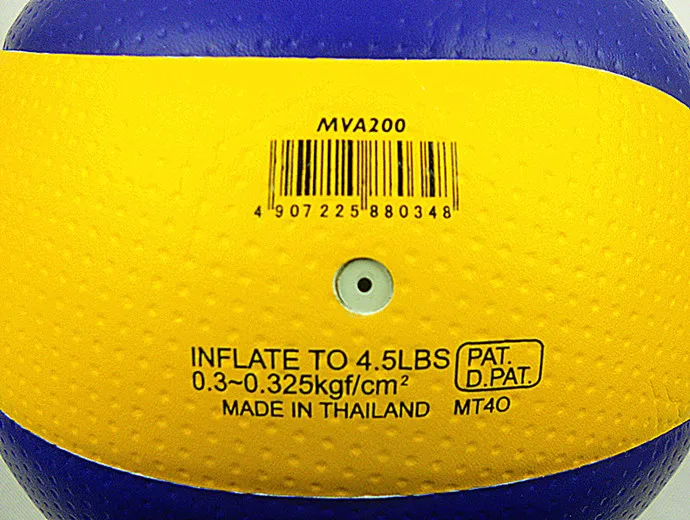 MVA200
4 907225 880348
INFLATE TO 4.5LBS PAT.
0.3~0.325kgf/cm² D.PAT.
MADE IN THAILAND MT4O